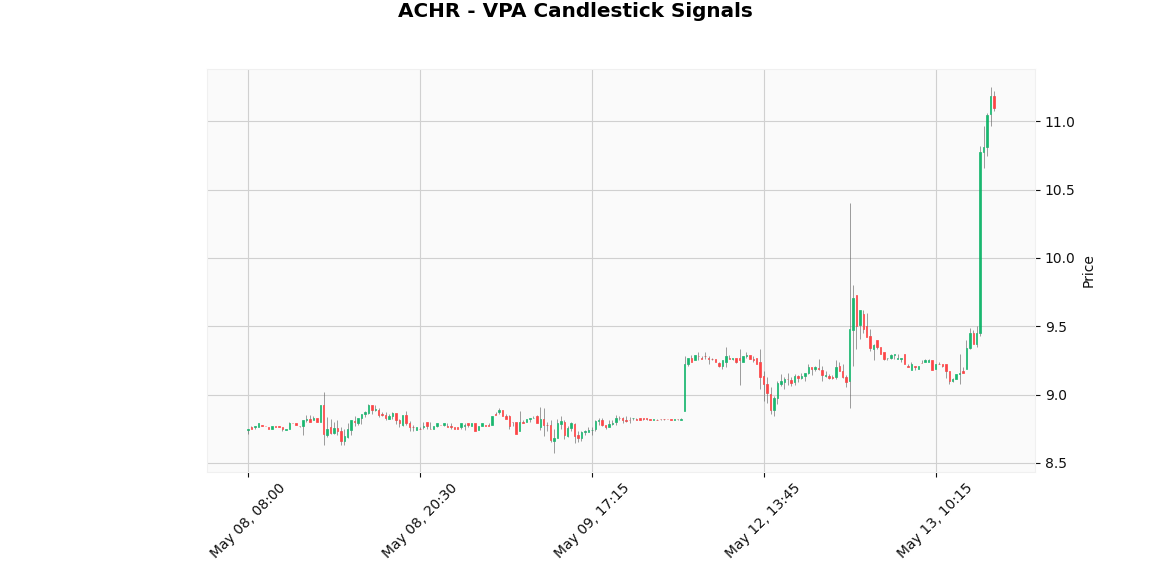 ACHR - VPA Candlestick Signals
11.0
10.5
10.0
9.5
9.0
8.5
Price
May 08, 08:00
May 08, 20:30
May 09, 17:15
May 12, 13:45
May 13, 10:15